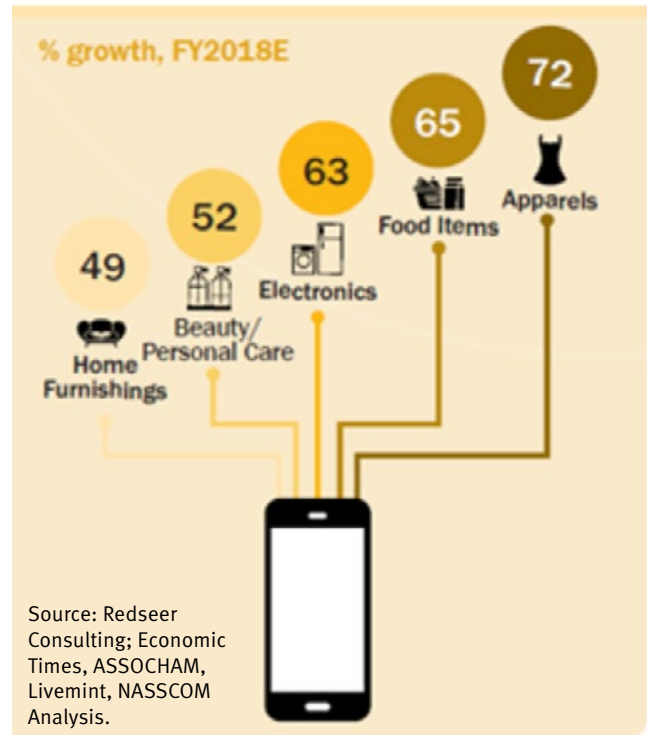 % growth, FY2018E
72
Apparels
65
Food Items
63
Electronics
52
Beauty/
Personal Care
49
Home
Furnishings
Source: Redseer
Consulting; Economic
Times, ASSOCHAM,
Livemint, NASSCOM
Analysis.